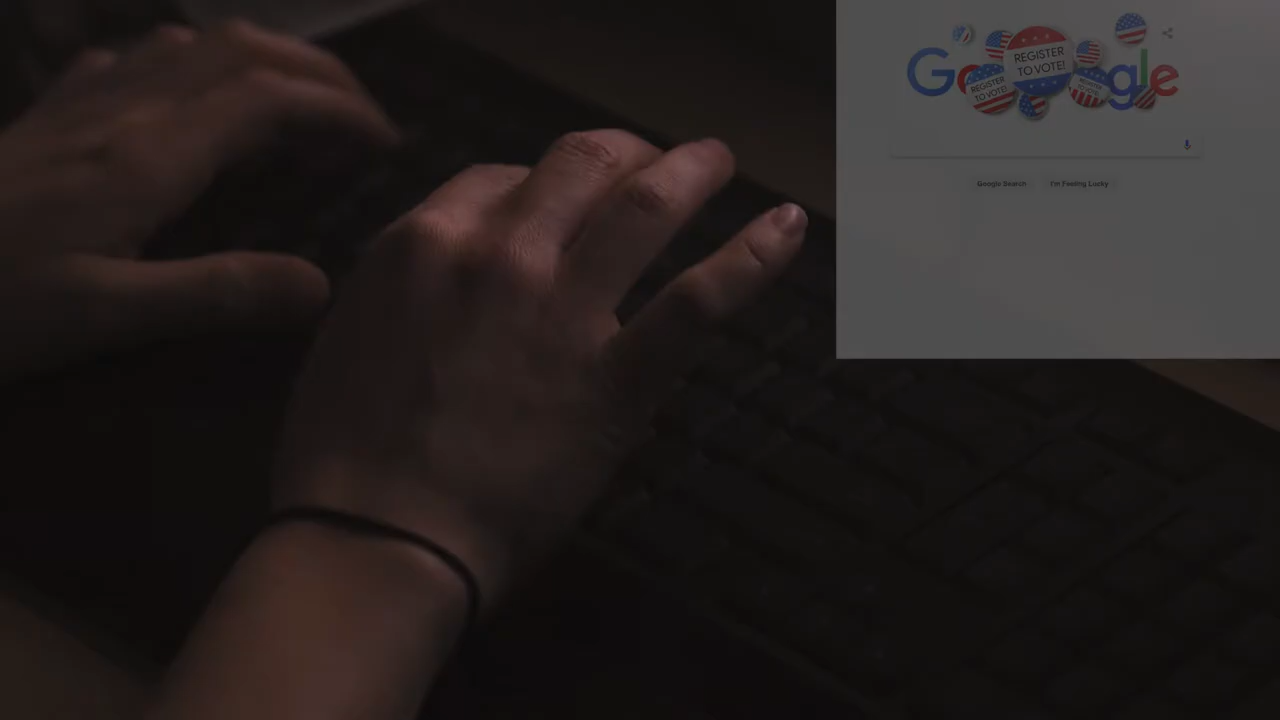 Google
REGISTER
TO VOTE!
REGISTER
TO VOTE!
Google Search
I'm Feeling Lucky